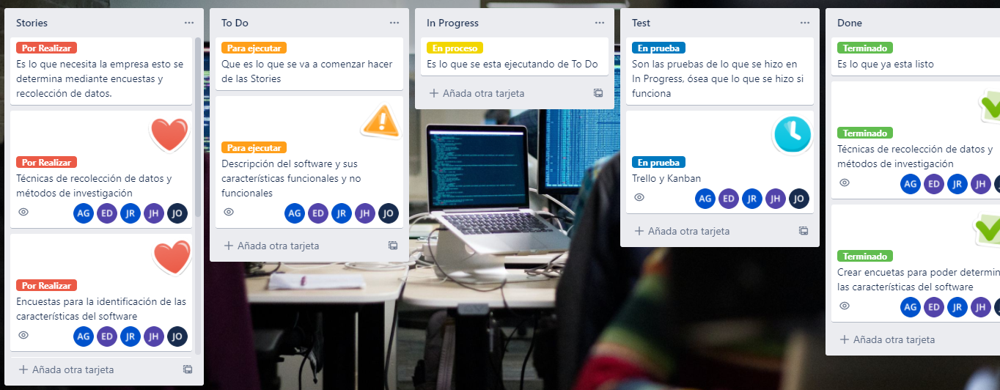 Stories
Por Realizar
Es lo que necesita la empresa esto se
determina mediante encuestas y
recolección de datos.
Por Realizar
Técnicas de recolección de datos y
métodos de investigación
AG ED JR JH JO
Por Realizar
Encuestas para la identificación de las
características del software
AG ED JR JH JO
+ Añada otra tarjeta
To Do
Para ejecutar
Que es lo que se va a comenzar hacer
de las Stories
Para ejecutar
Descripción del software y sus
características funcionales y no
funcionales
AG ED JR JH JO
+ Añada otra tarjeta
In Progress
En proceso
Es lo que se esta ejecutando de To Do
+ Añada otra tarjeta
Test
En prueba
Son las pruebas de lo que se hizo en
In Progress, ósea que lo que se hizo si
funciona
En prueba
Trello y Kanban
AG ED JR JH JO
+ Añada otra tarjeta
Done
Terminado
Es lo que ya esta listo
Terminado
Técnicas de recolección de datos y
métodos de investigación
AG ED JR JH
Terminado
Crear encuetas para poder determin
las características del software
AG ED JR JH
+ Añada otra tarjeta